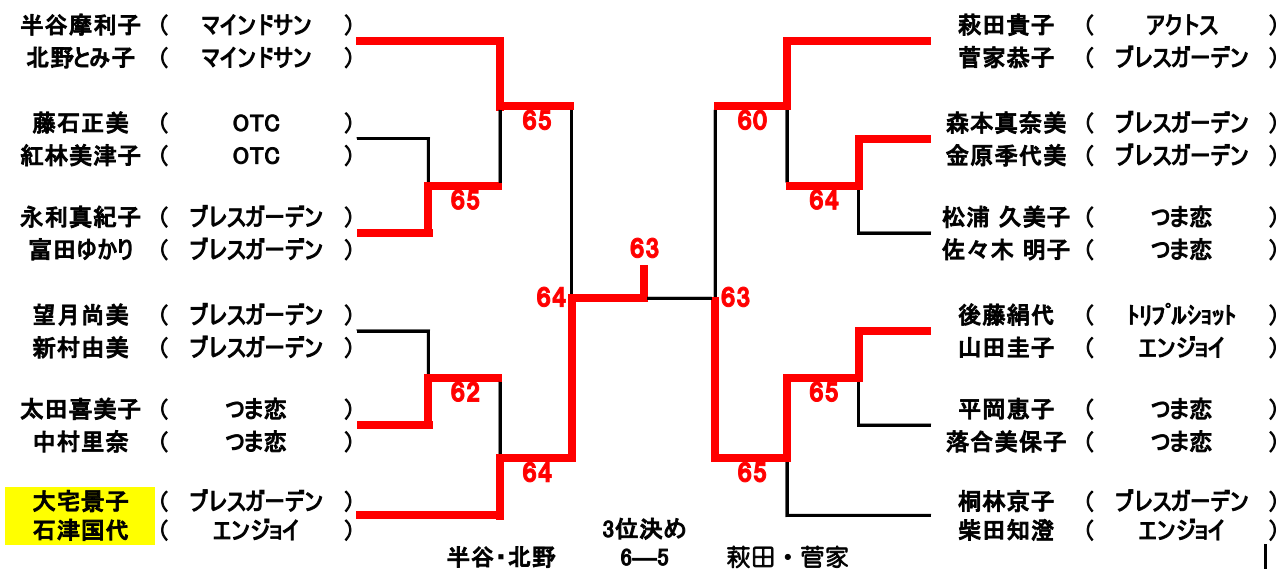 半谷摩利子 ( マインドサン )
北野とみ子 ( マインドサン )
藤石正美 ( OTC )
紅林美津子 ( OTC )
永利真紀子 ( ブレスガーデン )
富田ゆかり ( ブレスガーデン )
望月尚美 ( ブレスガーデン )
新村由美 ( ブレスガーデン )
太田喜美子 ( つま恋 )
中村里奈 ( つま恋 )
大宅景子 ( ブレスガーデン )
石津国代 ( エンジョイ )
65
65
62
64
64
63
63
60
64
65
65
萩田貴子 ( アクトス )
菅家恭子 ( ブレスガーデン )
森本真奈美 ( ブレスガーデン )
金原季代美 ( ブレスガーデン )
松浦 久美子 ( つま恋 )
佐々木 明子 ( つま恋 )
後藤絹代 ( トリプルショット )
山田圭子 ( エンジョイ )
平岡恵子 ( つま恋 )
落合美保子 ( つま恋 )
桐林京子 ( ブレスガーデン )
柴田知澄 ( エンジョイ )
3位決め
半谷・北野 6―5 萩田・菅家